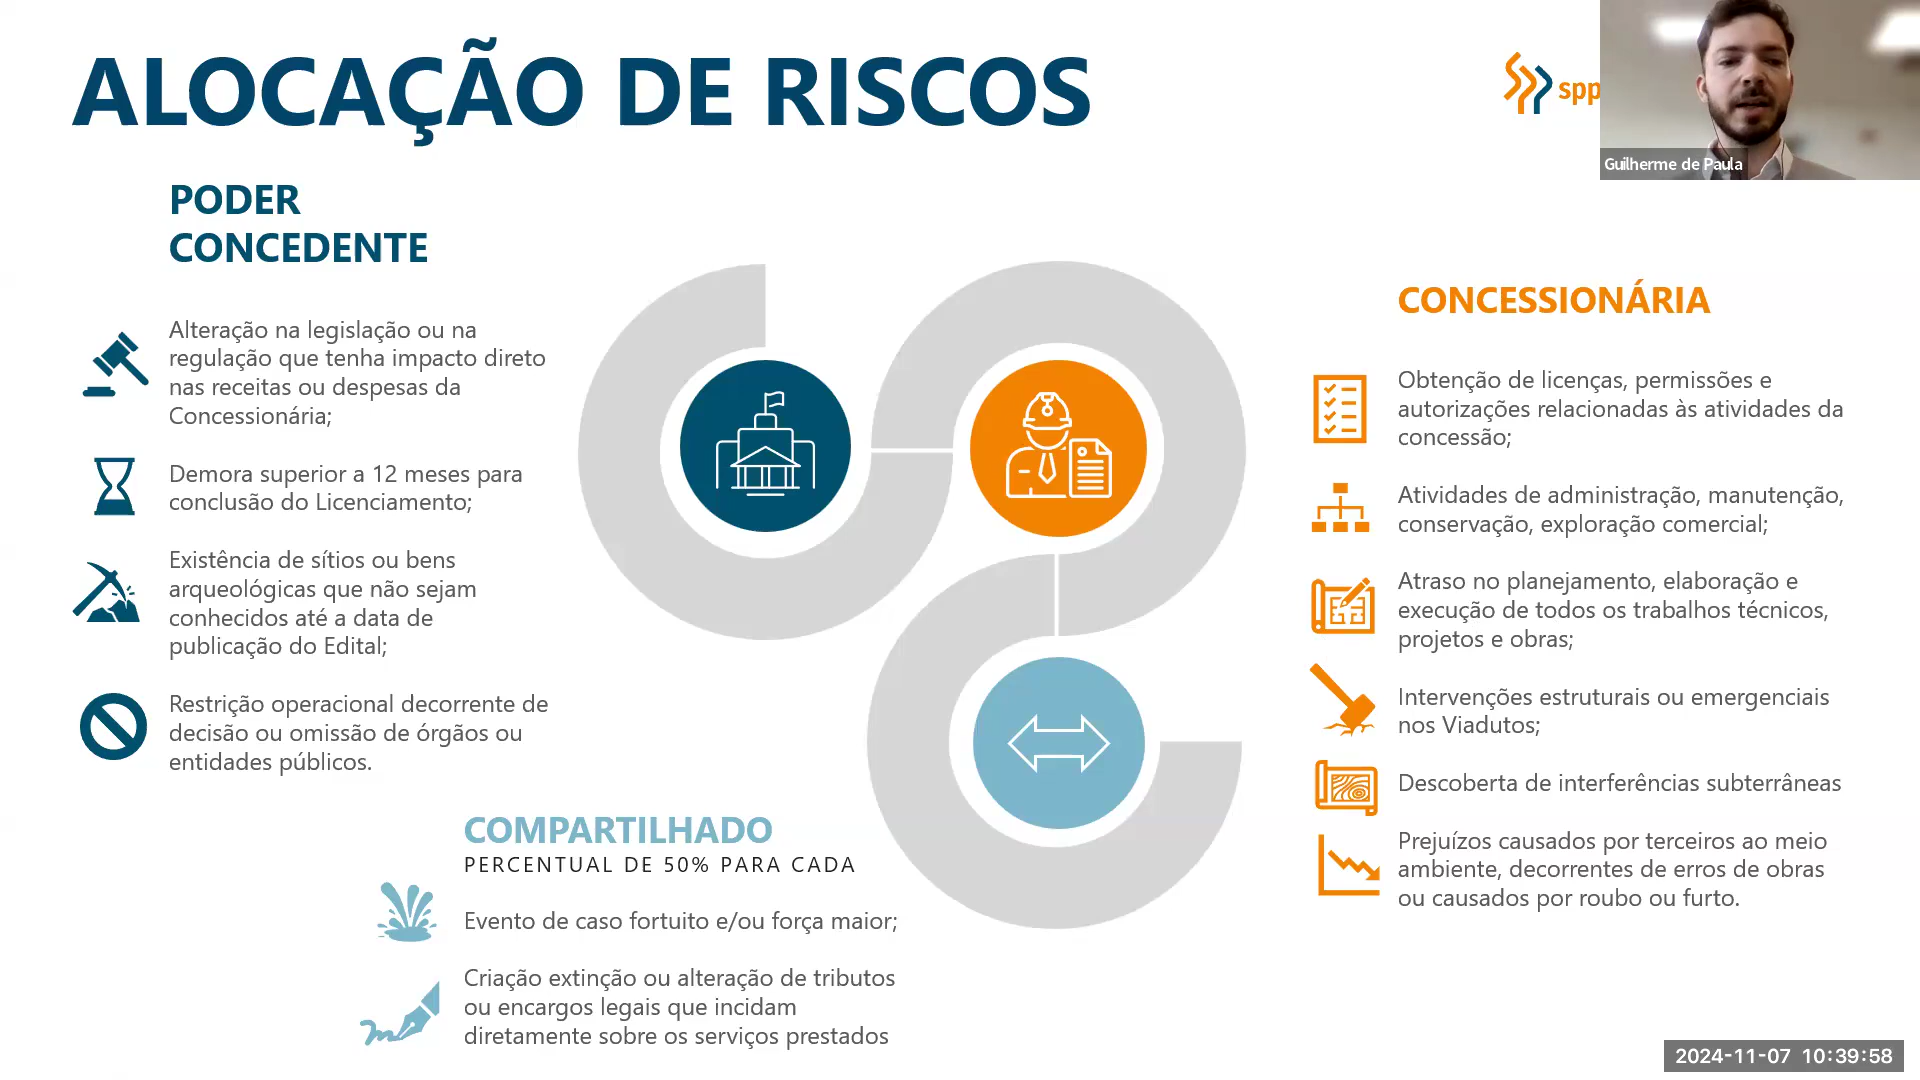 ALOCAÇÃO DE RISCOS
spp
Guilherme de Paula
PODER
CONCEDENTE
Alteração na legislação ou na
regulação que tenha impacto direto
nas receitas ou despesas da
Concessionária;
Demora superior a 12 meses para
conclusão do Licenciamento;
Existência de sítios ou bens
arqueológicas que não sejam
conhecidos até a data de
publicação do Edital;
Restrição operacional decorrente de
decisão ou omissão de órgãos ou
entidades públicos.
COMPARTILHADO
PERCENTUAL DE 50% PARA CADA
Evento de caso fortuito e/ou força maior;
Criação extinção ou alteração de tributos
ou encargos legais que incidam
diretamente sobre os serviços prestados
CONCESSIONÁRIA
Obtenção de licenças, permissões e
autorizações relacionadas às atividades da
concessão;
Atividades de administração, manutenção,
conservação, exploração comercial;
Atraso no planejamento, elaboração e
execução de todos os trabalhos técnicos,
projetos e obras;
Intervenções estruturais ou emergenciais
nos Viadutos;
Descoberta de interferências subterrâneas
Prejuízos causados por terceiros ao meio
ambiente, decorrentes de erros de obras
ou causados por roubo ou furto.
2024-11-07 10:39:58